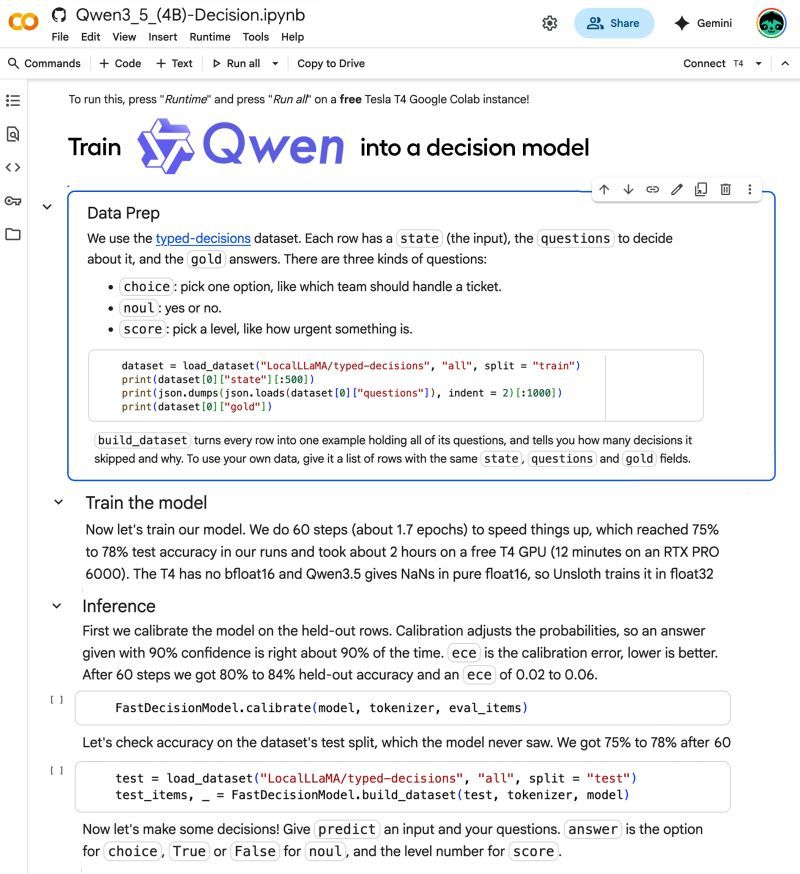 Qwen3_5_(4B)-Decision.ipynb
File Edit View Insert Runtime Tools Help
Share
Gemini
Commands + Code + Text Run all Copy to Drive
Connect T4
To run this, press "Runtime" and press "Run all" on a free Tesla T4 Google Colab instance!
Train Qwen into a decision model
Data Prep
We use the typed-decisions dataset. Each row has a state (the input), the questions to decide
about it, and the gold answers. There are three kinds of questions:
• choice: pick one option, like which team should handle a ticket.
• noul: yes or no.
• score: pick a level, like how urgent something is.
dataset = load_dataset("LocalLLaMA/typed-decisions", "all", split = "train")
print(dataset[0]["state"][:500])
print(json.dumps(json.loads(dataset[0]["questions"]), indent = 2)[:1000])
print(dataset[0]["gold"])
build_dataset turns every row into one example holding all of its questions, and tells you how many decisions it
skipped and why. To use your own data, give it a list of rows with the same state, questions and gold fields.
Train the model
Now let's train our model. We do 60 steps (about 1.7 epochs) to speed things up, which reached 75%
to 78% test accuracy in our runs and took about 2 hours on a free T4 GPU (12 minutes on an RTX PRO
6000). The T4 has no bfloat16 and Qwen3.5 gives NaNs in pure float16, so Unsloth trains it in float32
Inference
First we calibrate the model on the held-out rows. Calibration adjusts the probabilities, so an answer
given with 90% confidence is right about 90% of the time. ece is the calibration error, lower is better.
After 60 steps we got 80% to 84% held-out accuracy and an ece of 0.02 to 0.06.
[ ] FastDecisionModel.calibrate(model, tokenizer, eval_items)
Let's check accuracy on the dataset's test split, which the model never saw. We got 75% to 78% after 60
[ ] test = load_dataset("LocalLLaMA/typed-decisions", "all", split = "test")
test_items, _ = FastDecisionModel.build_dataset(test, tokenizer, model)
Now let's make some decisions! Give predict an input and your questions. answer is the option
for choice, True or False for noul, and the level number for score.